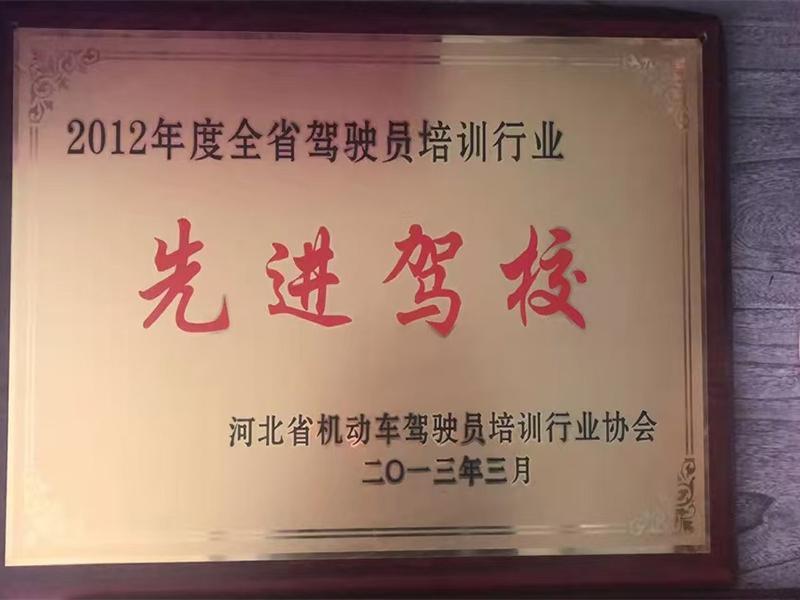 2012年度全省驾驶员培训行业
先进驾校
河北省机动车驾驶员培训行业协会
二〇一三年三月